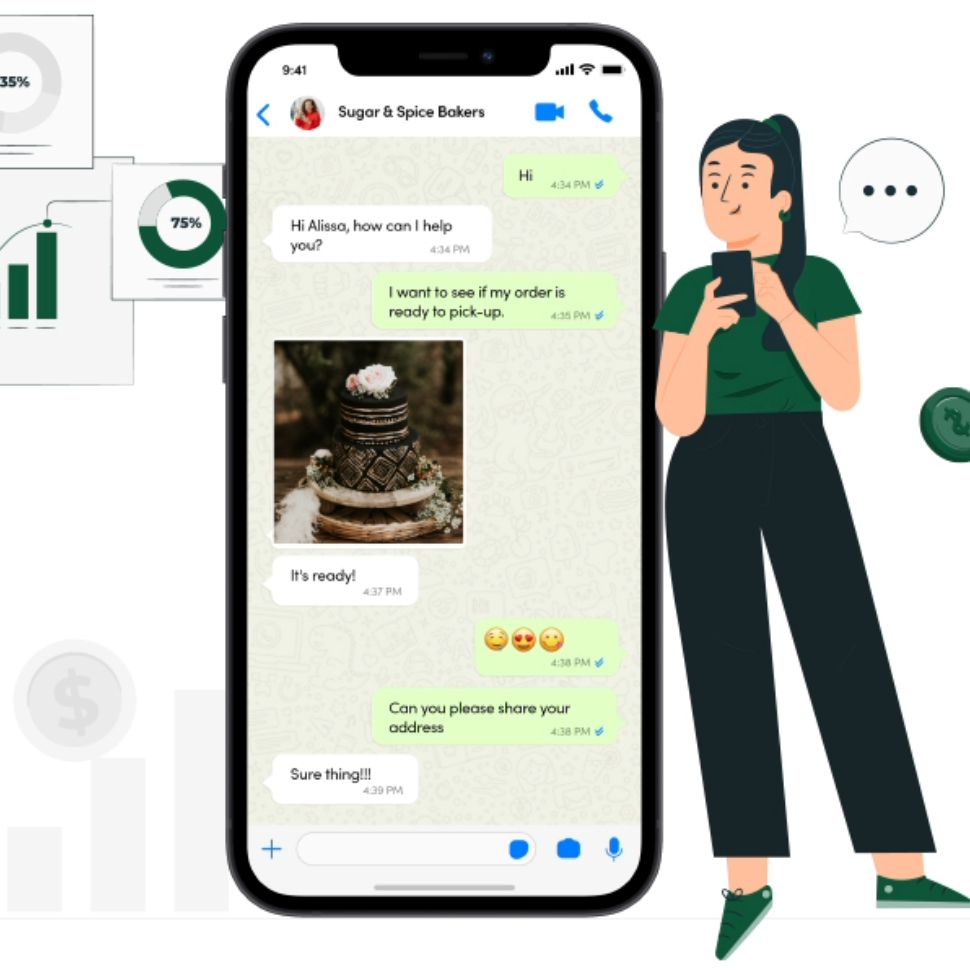 35%
75%
9:41
Sugar & Spice Bakers
Hi
4:34 PM
Hi Alissa, how can I help
you?
4:34 PM
I want to see if my order is
ready to pick-up.
4:35 PM
It's ready!
4:37 PM
🤤😍😋
4:38 PM
Can you please share your
address
4:38 PM
Sure thing!!!
4:39 PM
$
$